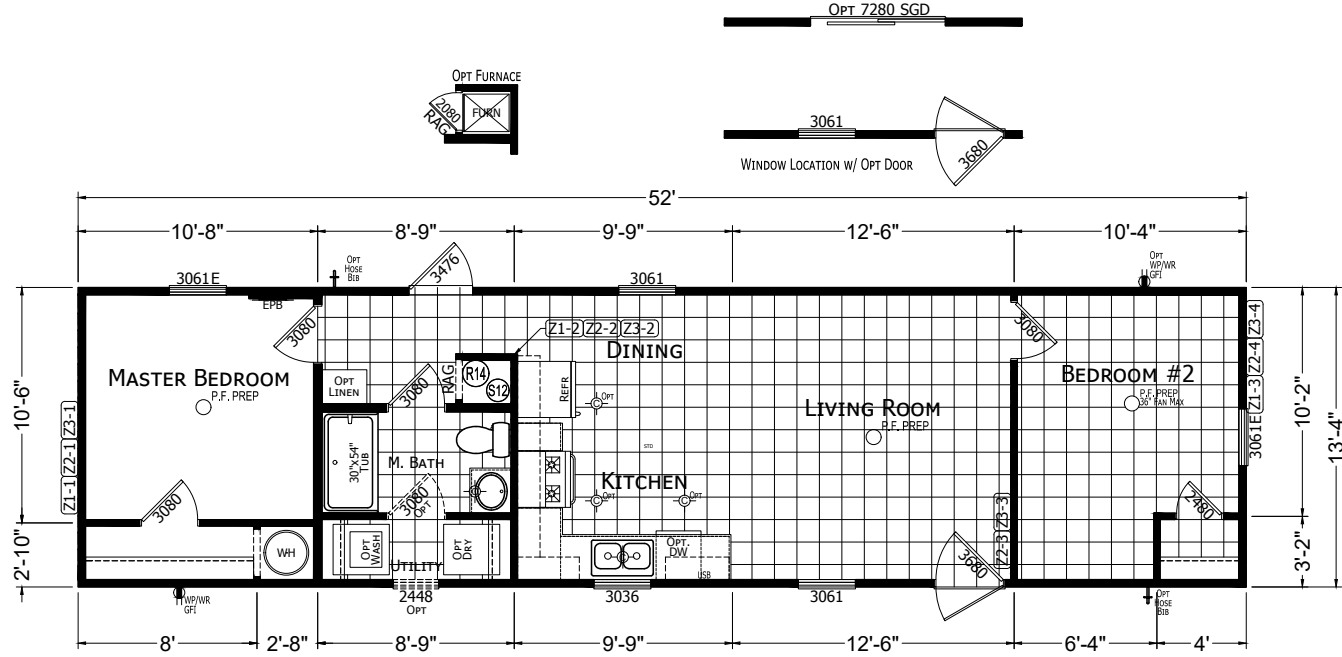 OPT 7280 SGD
OPT FURNACE
2080
FURN
RAG
3061
3680
WINDOW LOCATION W/ OPT DOOR
52'
10'-8"
8'-9"
9'-9"
12'-6"
10'-4"
3061E
OPT
HOSE
BIB
3476
3061
OPT
WP/WR
GFI
EPB
3080
Z1-2
Z2-2
Z3-2
3080
Z1-3 Z2-4 Z3-4
DINING
MASTER BEDROOM
P.F. PREP
OPT
LINEN
3080
RAG
R14
S12
REFR
OPT
BEDROOM #2
P.F. PREP
36" FAN MAX
LIVING ROOM
P.F. PREP
10'-6"
10'-2"
13'-4"
3061E
Z1-1 Z2-1 Z3-1
30"x54"
TUB
M. BATH
STD
KITCHEN
OPT
OPT
3080
3080
OPT
2480
Z2-3 Z3-3
2'-10"
WH
OPT
WASH
OPT
DRY
UTILITY
OPT.
DW
USB
3680
3'-2"
WP/WR
GFI
2448
OPT
3036
3061
OPT
HOSE
BIB
8'
2'-8"
8'-9"
9'-9"
12'-6"
6'-4"
4'